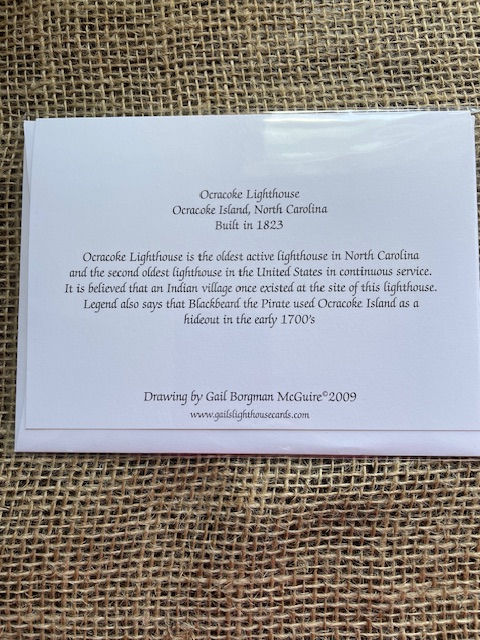 Ocracoke Lighthouse
Ocracoke Island, North Carolina
Built in 1823
Ocracoke Lighthouse is the oldest active lighthouse in North Carolina
and the second oldest lighthouse in the United States in continuous service.
It is believed that an Indian village once existed at the site of this lighthouse.
Legend also says that Blackbeard the Pirate used Ocracoke Island as a
hideout in the early 1700's
Drawing by Gail Borgman McGuire©2009
www.gailslighthousecards.com